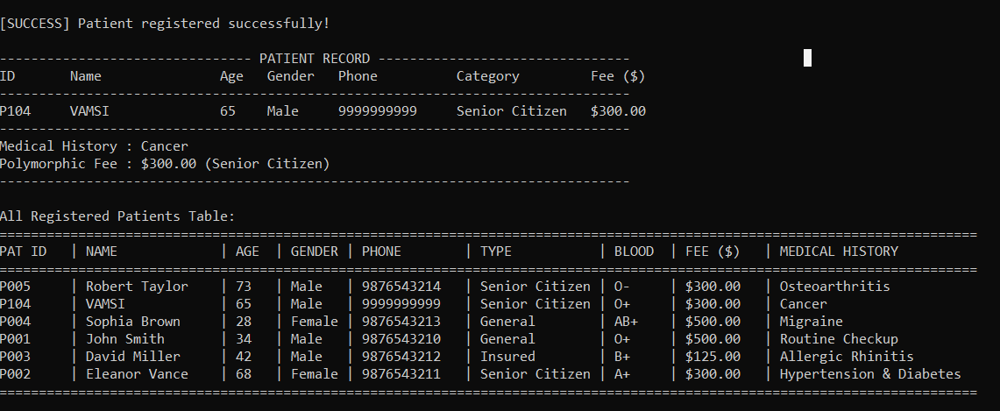 [SUCCESS] Patient registered successfully!
-------------------------------- PATIENT RECORD --------------------------------
ID       Name               Age   Gender   Phone          Category         Fee ($)
--------------------------------------------------------------------------------
P104     VAMSI              65    Male     9999999999     Senior Citizen   $300.00
--------------------------------------------------------------------------------
Medical History : Cancer
Polymorphic Fee : $300.00 (Senior Citizen)
--------------------------------------------------------------------------------
All Registered Patients Table:
============================================================================================================================
PAT ID   | NAME             | AGE  | GENDER | PHONE        | TYPE           | BLOOD  | FEE ($)   | MEDICAL HISTORY
============================================================================================================================
P005     | Robert Taylor    | 73   | Male   | 9876543214   | Senior Citizen | O-     | $300.00   | Osteoarthritis
P104     | VAMSI            | 65   | Male   | 9999999999   | Senior Citizen | O+     | $300.00   | Cancer
P004     | Sophia Brown     | 28   | Female | 9876543213   | General        | AB+    | $500.00   | Migraine
P001     | John Smith       | 34   | Male   | 9876543210   | General        | O+     | $500.00   | Routine Checkup
P003     | David Miller     | 42   | Male   | 9876543212   | Insured        | B+     | $125.00   | Allergic Rhinitis
P002     | Eleanor Vance    | 68   | Female | 9876543211   | Senior Citizen | A+     | $300.00   | Hypertension & Diabetes
============================================================================================================================